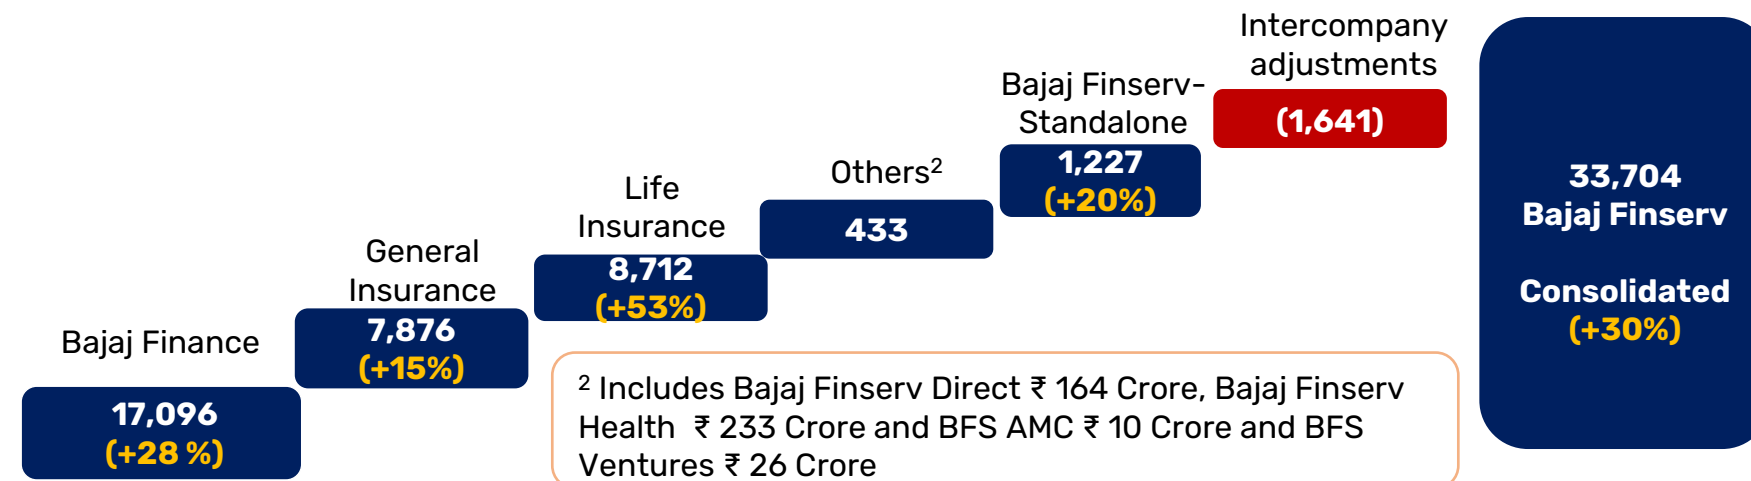 Bajaj Finance
17,096
(+28 %)
General
Insurance
7,876
(+15%)
Life
Insurance
8,712
(+53%)
Others²
433
Bajaj Finserv-
Standalone
1,227
(+20%)
Intercompany
adjustments
(1,641)
33,704
Bajaj Finserv
Consolidated
(+30%)
² Includes Bajaj Finserv Direct ₹ 164 Crore, Bajaj Finserv
Health ₹ 233 Crore and BFS AMC ₹ 10 Crore and BFS
Ventures ₹ 26 Crore